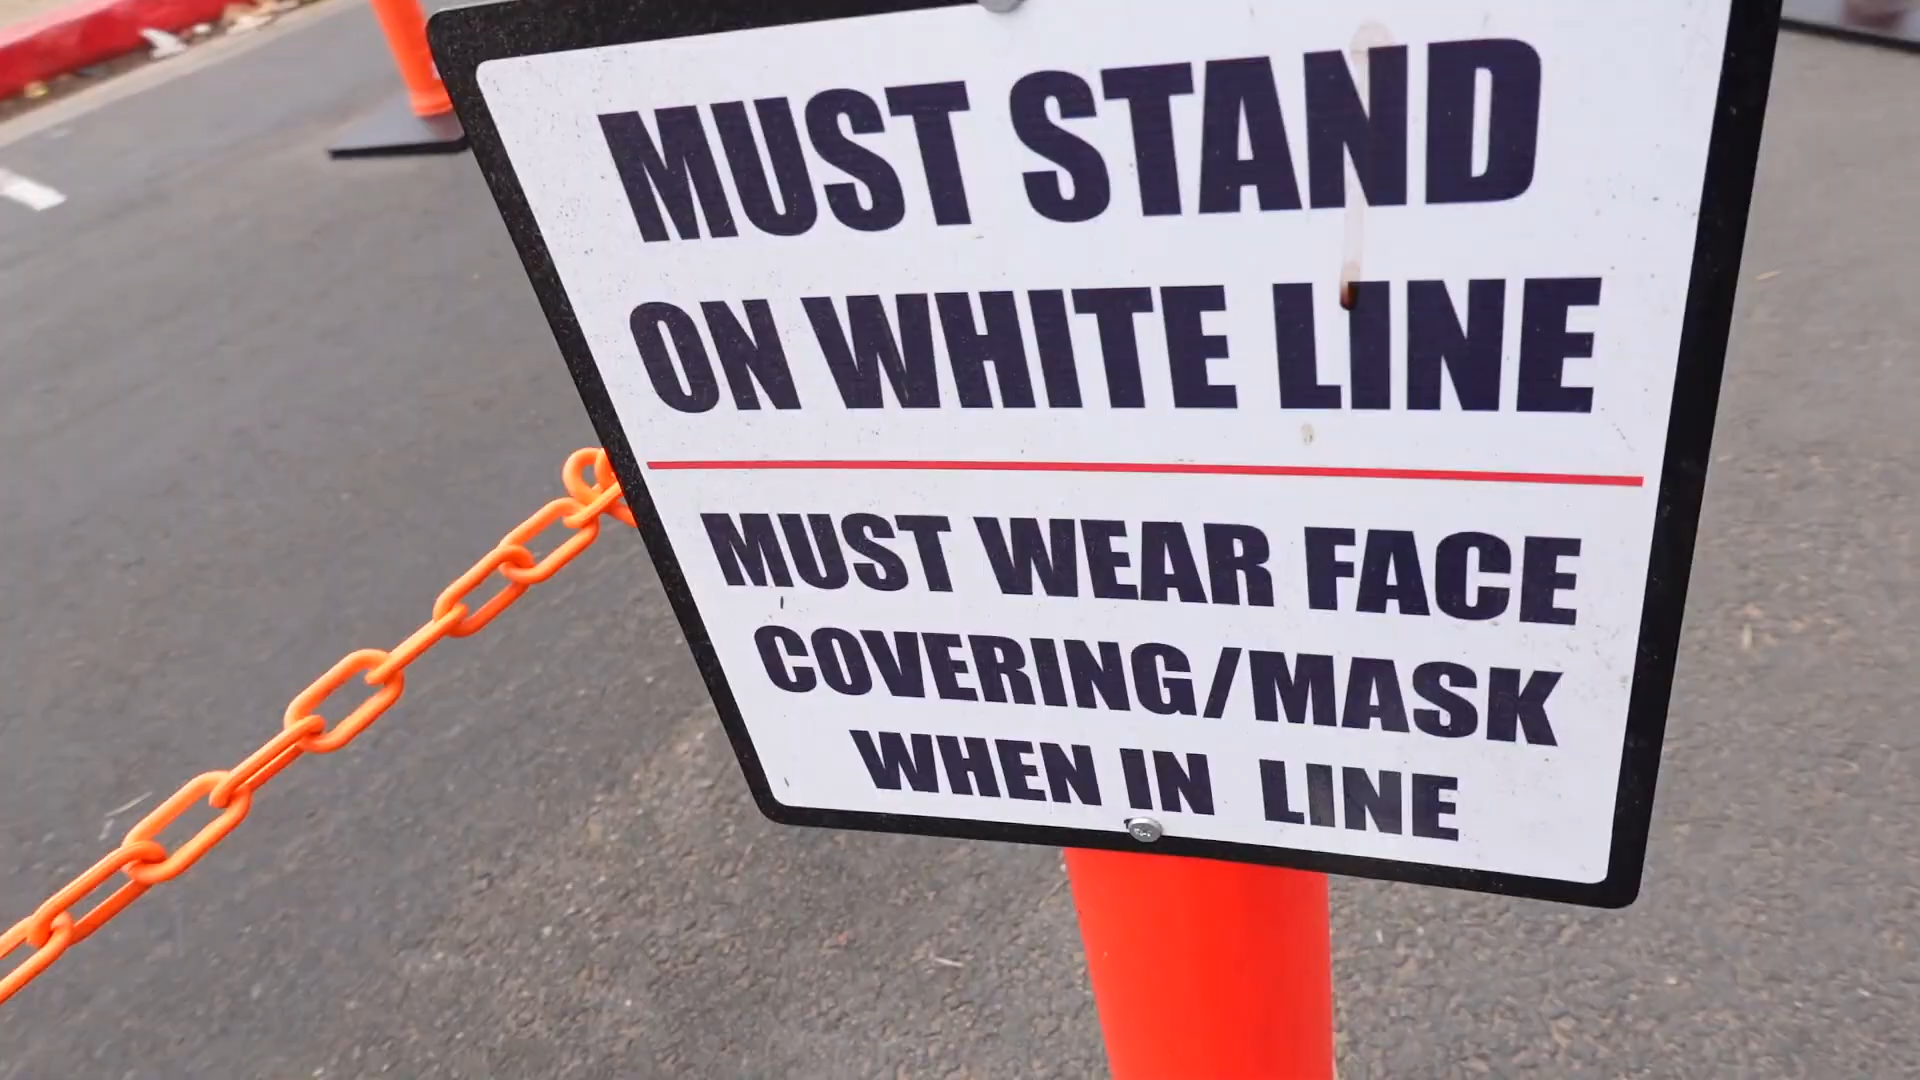 MUST STAND
ON WHITE LINE
MUST WEAR FACE
COVERING/MASK
WHEN IN LINE